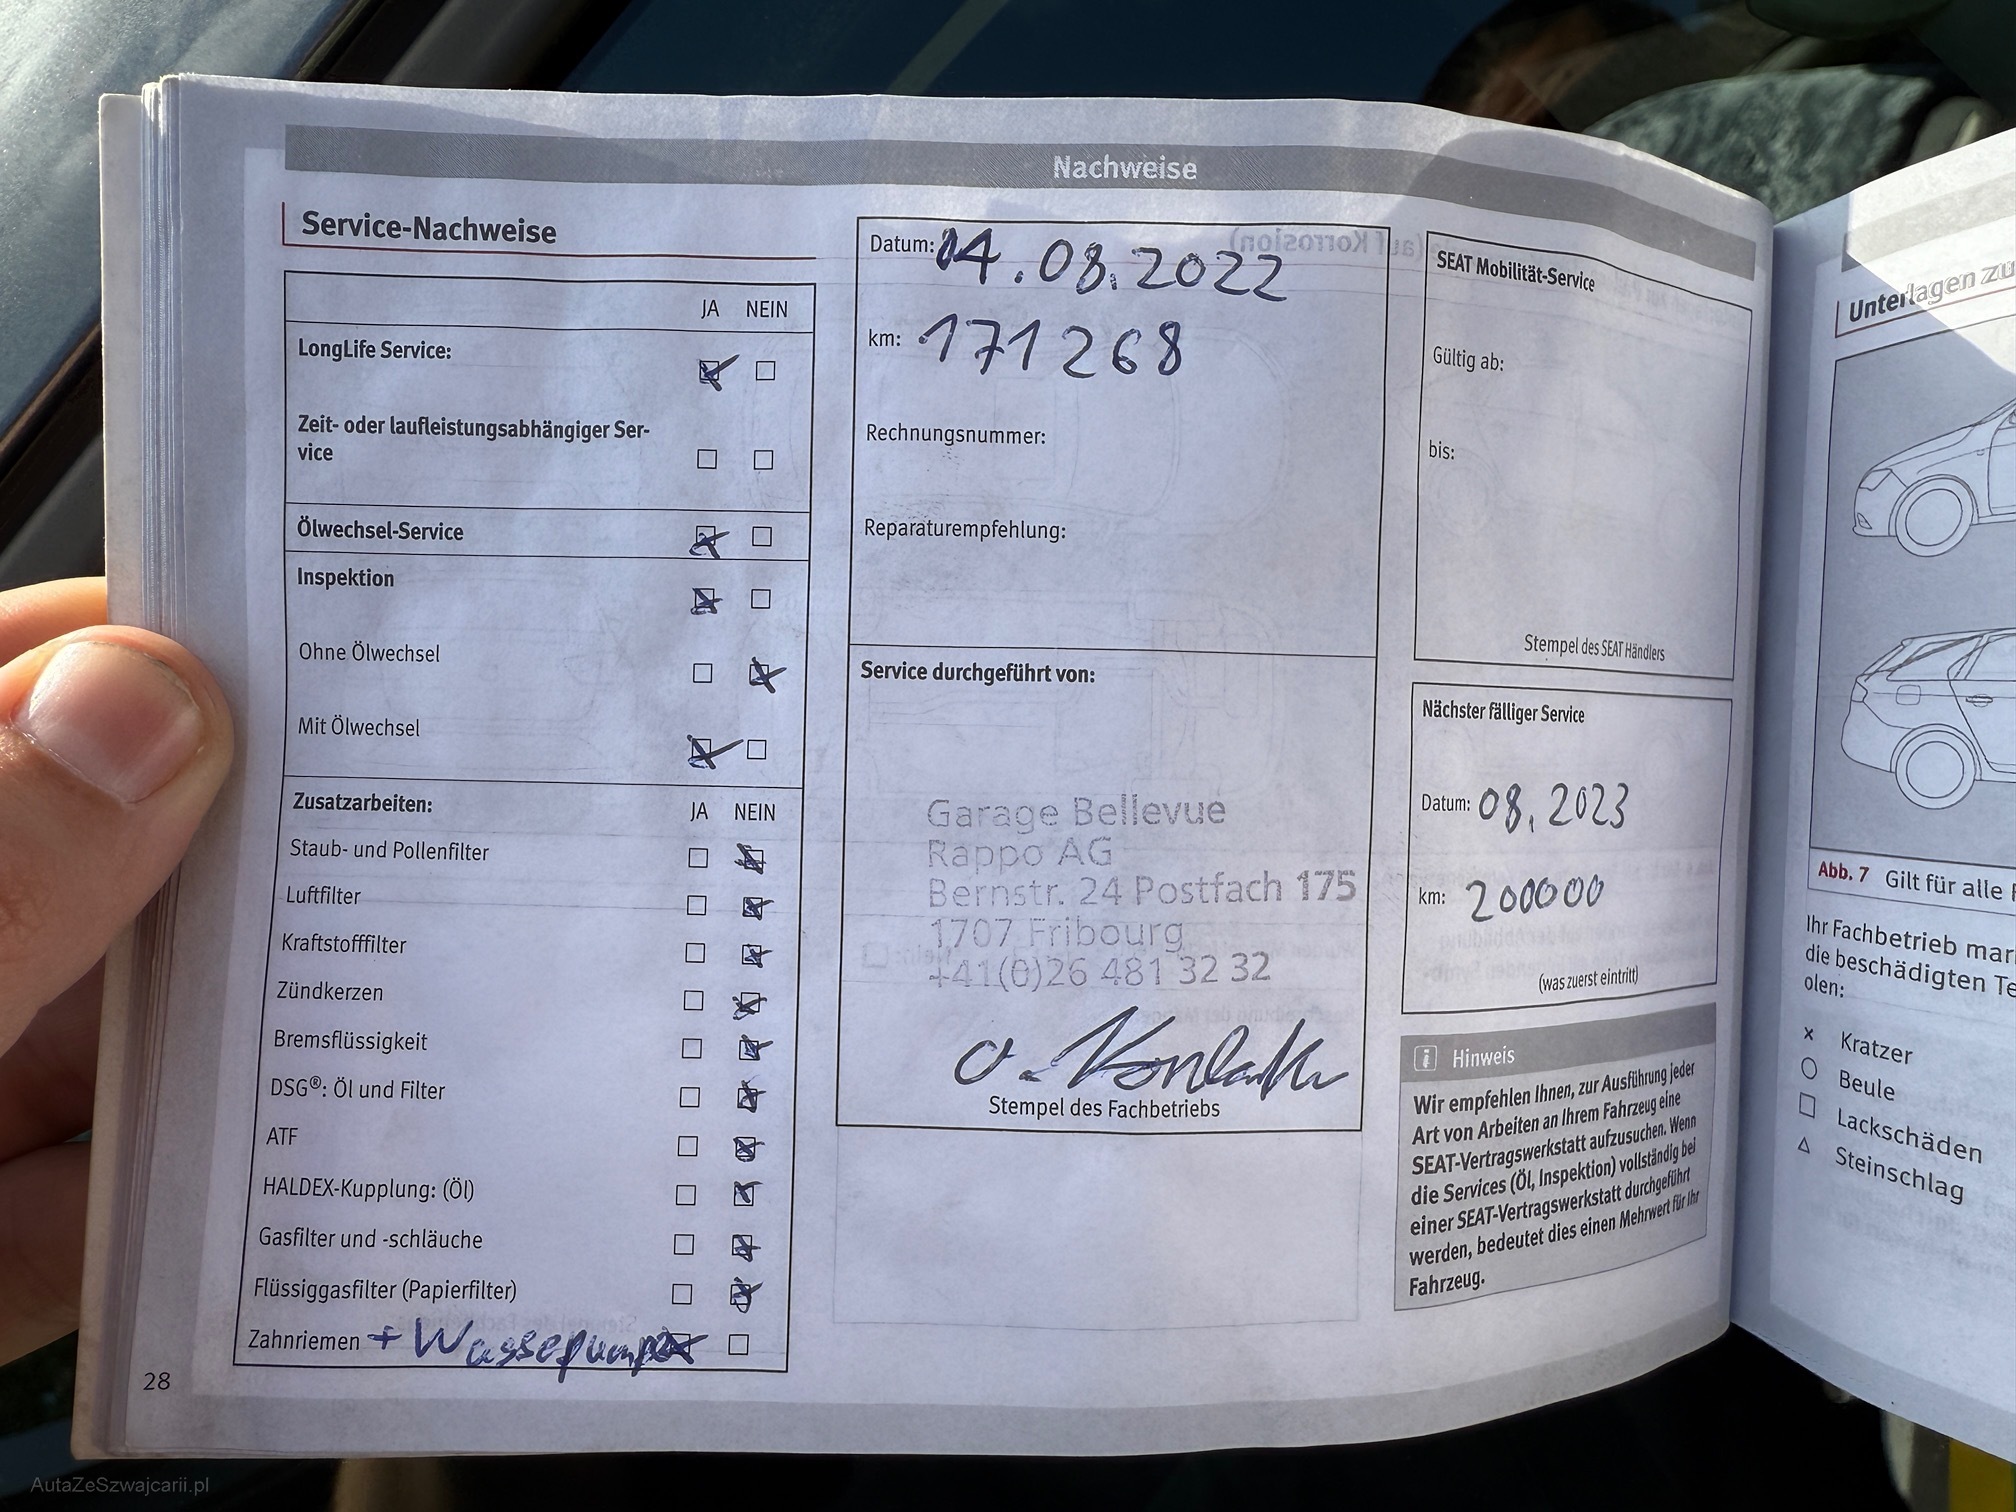 Nachweise
Service-Nachweise
JA NEIN
LongLife Service:
Zeit- oder laufleistungsabhängiger Ser-
vice
Ölwechsel-Service
Inspektion
Ohne Ölwechsel
Mit Ölwechsel
Zusatzarbeiten: JA NEIN
Staub- und Pollenfilter
Luftfilter
Kraftstofffilter
Zündkerzen
Bremsflüssigkeit
DSG®: Öl und Filter
ATF
HALDEX-Kupplung: (Öl)
Gasfilter und -schläuche
Flüssiggasfilter (Papierfilter)
Zahnriemen + Wassepumpe
28
Datum: 14.08.2022
km: 171268
Rechnungsnummer:
Reparaturempfehlung:
Service durchgeführt von:
Garage Bellevue
Rappo AG
Bernstr. 24 Postfach 175
1707 Fribourg
+41(0)26 481 32 32
Stempel des Fachbetriebs
SEAT Mobilität-Service
Gültig ab:
bis:
Stempel des SEAT Händlers
Nächster fälliger Service
Datum: 08.2023
km: 200000
(was zuerst eintritt)
i Hinweis
Wir empfehlen Ihnen, zur Ausführung jeder
Art von Arbeiten an Ihrem Fahrzeug eine
SEAT-Vertragswerkstatt aufzusuchen. Wenn
die Services (Öl, Inspektion) vollständig bei
einer SEAT-Vertragswerkstatt durchgeführt
werden, bedeutet dies einen Mehrwert für Ihr
Fahrzeug.
Unterlagen zu
Abb. 7 Gilt für alle
Ihr Fachbetrieb mar
die beschädigten Te
olen:
× Kratzer
○ Beule
□ Lackschäden
△ Steinschlag
AutaZeSzwajcarii.pl